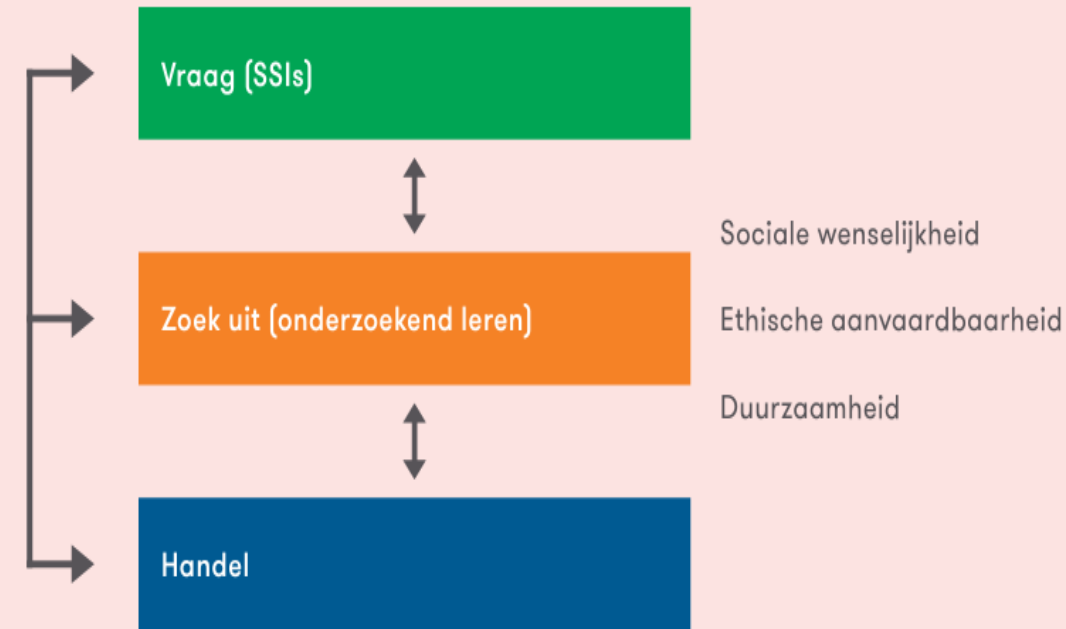 Vraag (SSIs)
Sociale wenselijkheid
Zoek uit (onderzoekend leren)
Ethische aanvaardbaarheid
Duurzaamheid
Handel